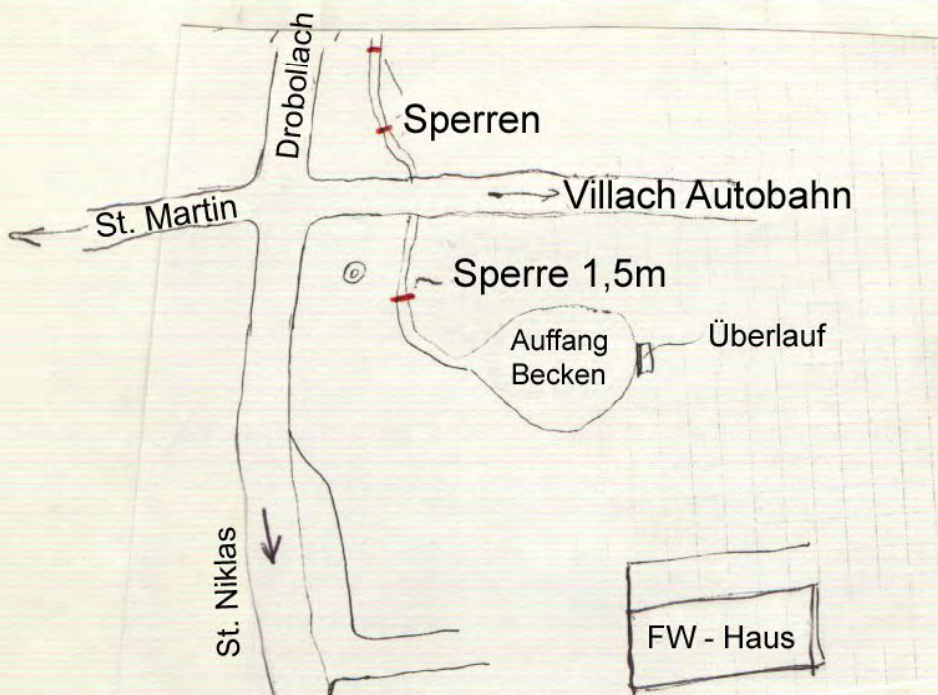 Drobollach
Sperren
Villach Autobahn
St. Martin
Sperre 1,5m
Auffang
Becken
Überlauf
St. Niklas
FW - Haus